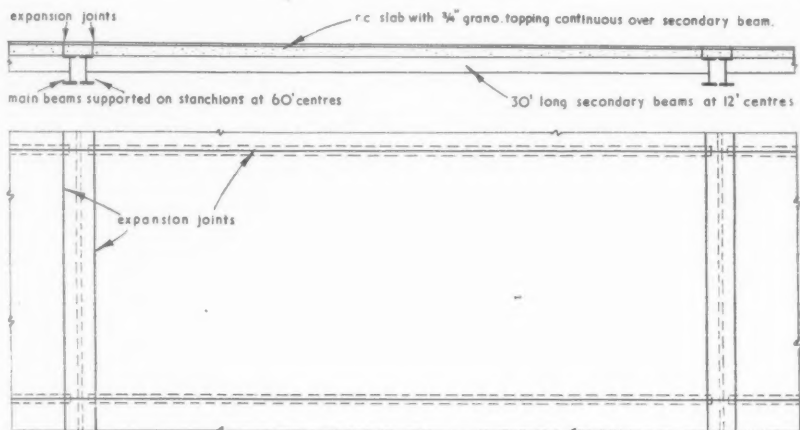 expansion joints
r.c slab with ¾" grano. topping continuous over secondary beam.
main beams supported on stanchions at 60' centres
30' long secondary beams at 12' centres
expansion joints